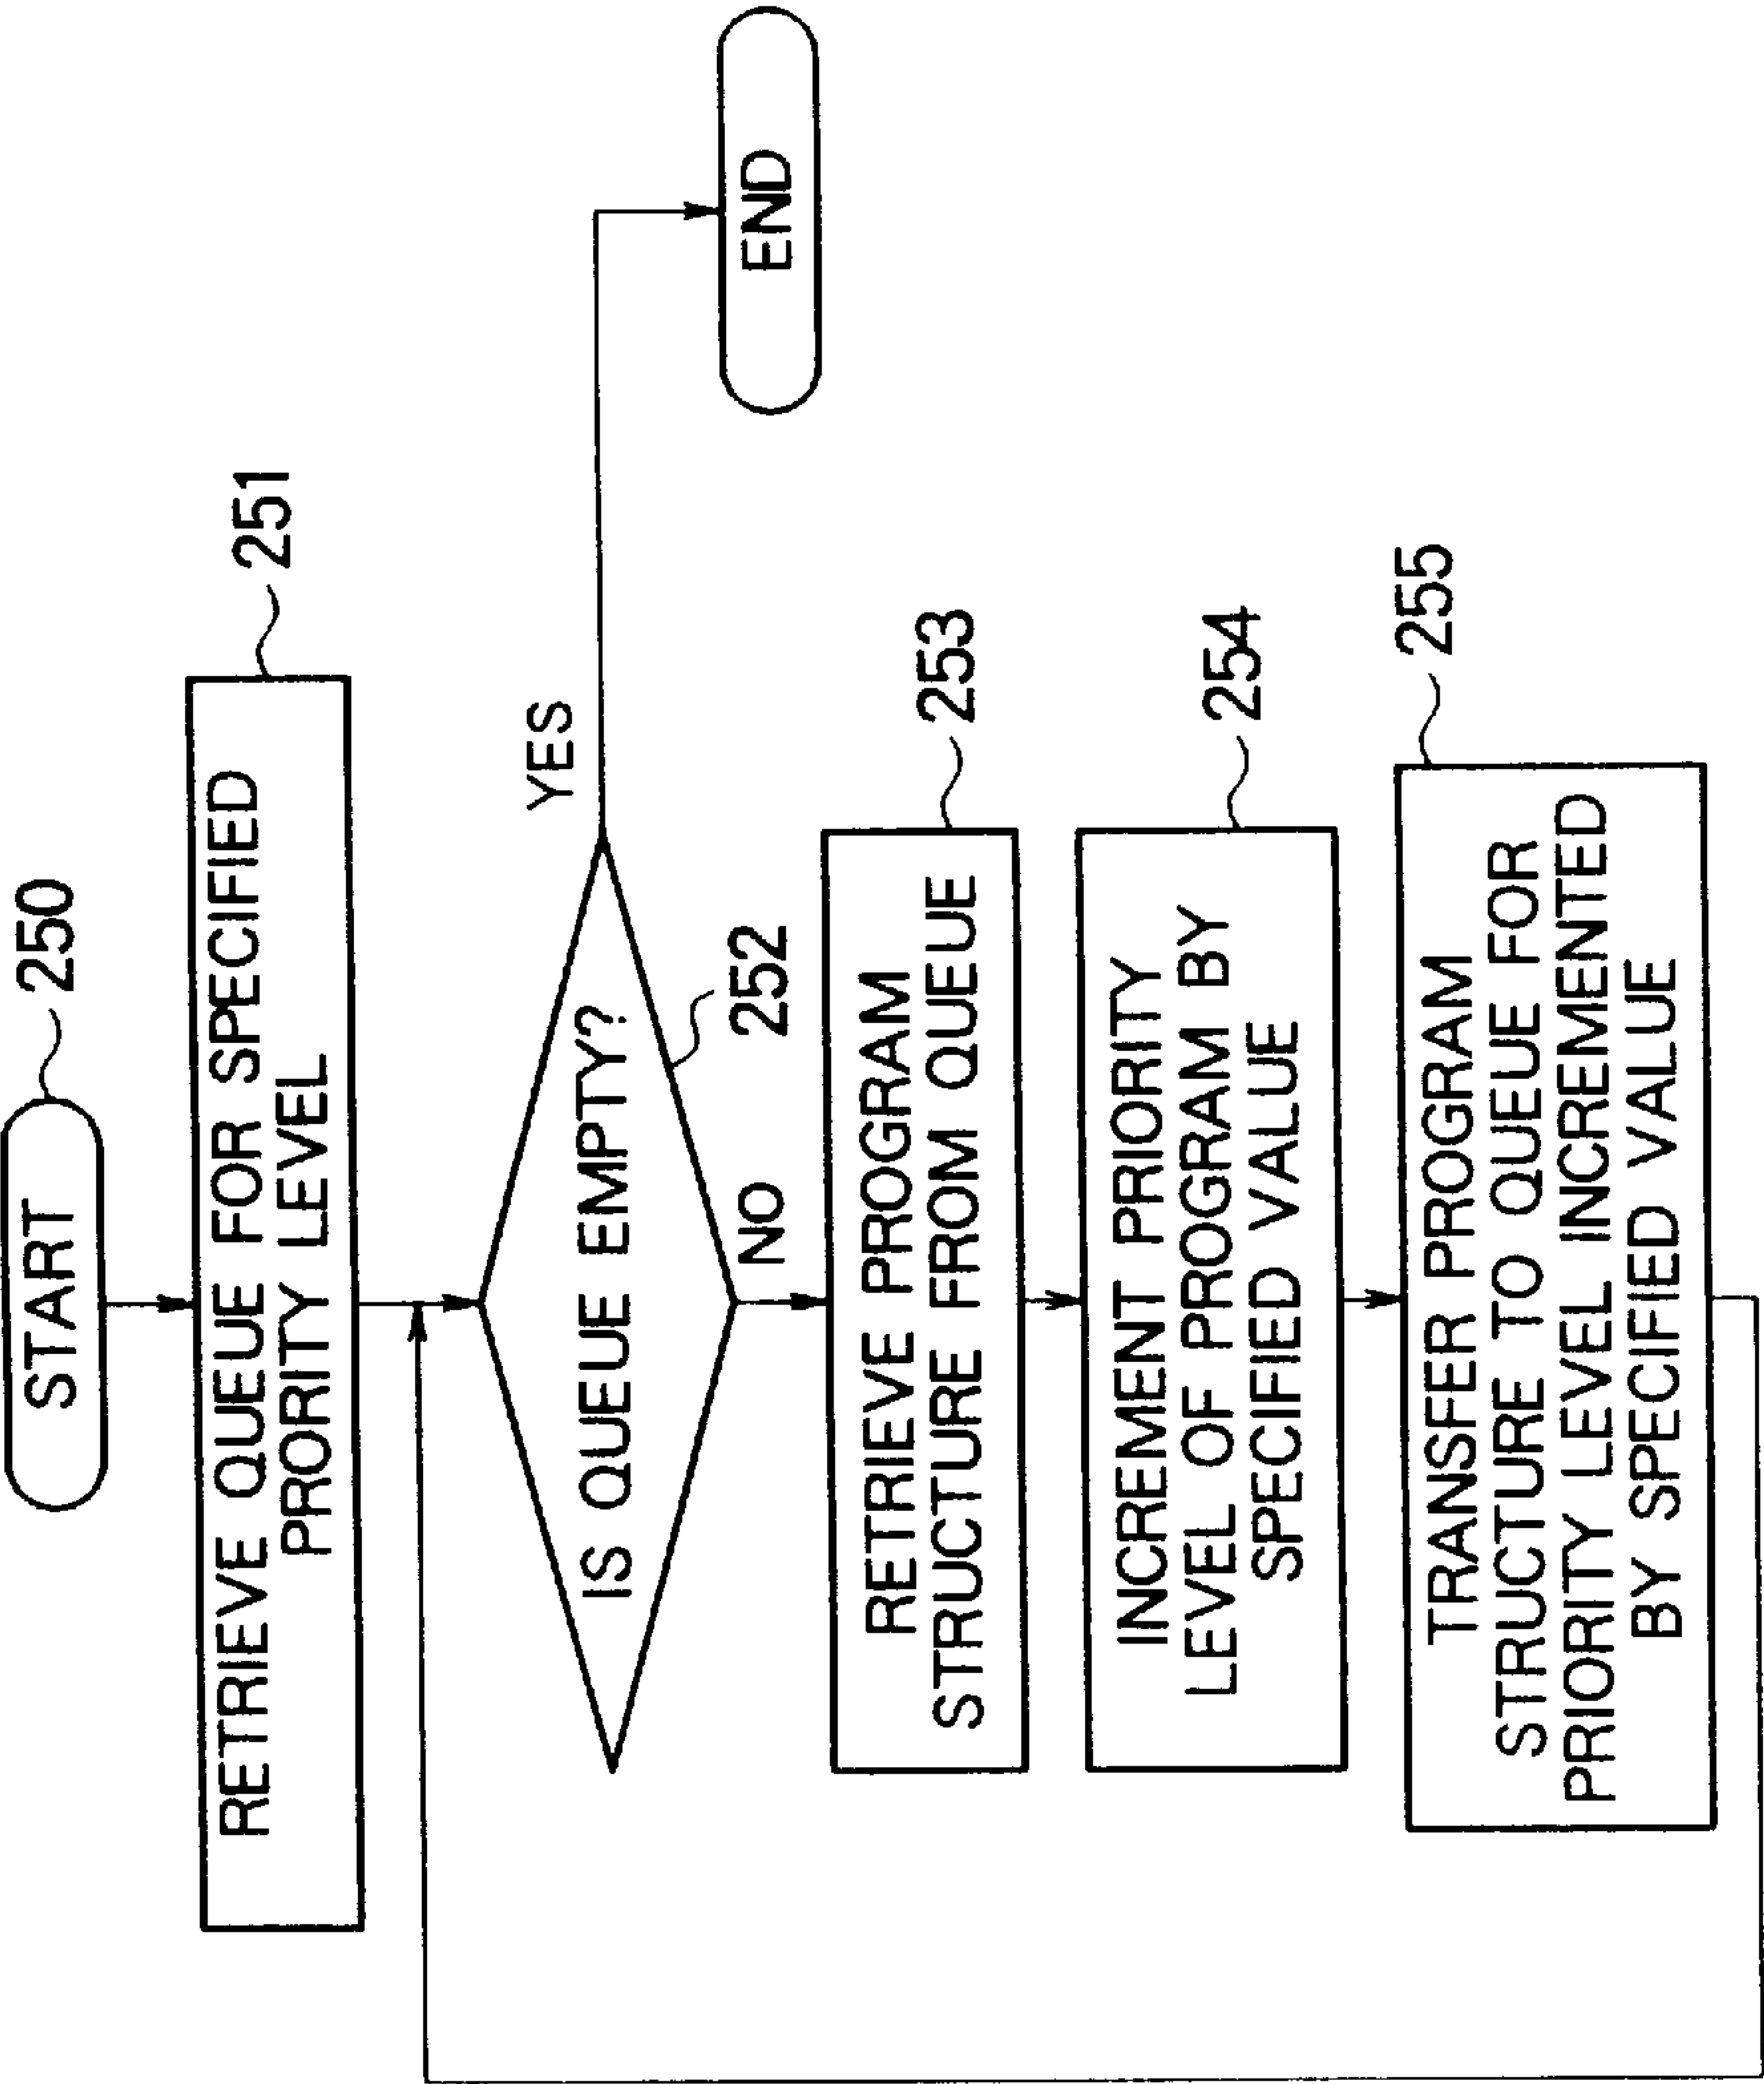 START
250
RETRIEVE QUEUE FOR SPECIFIED
PRORITY LEVEL
251
IS QUEUE EMPTY?
YES
252
NO
END
RETRIEVE PROGRAM
STRUCTURE FROM QUEUE
253
INCREMENT PRIORITY
LEVEL OF PROGRAM BY
SPECIFIED VALUE
254
TRANSFER PROGRAM
STRUCTURE TO QUEUE FOR
PRIORITY LEVEL INCREMENTED
BY SPECIFIED VALUE
255